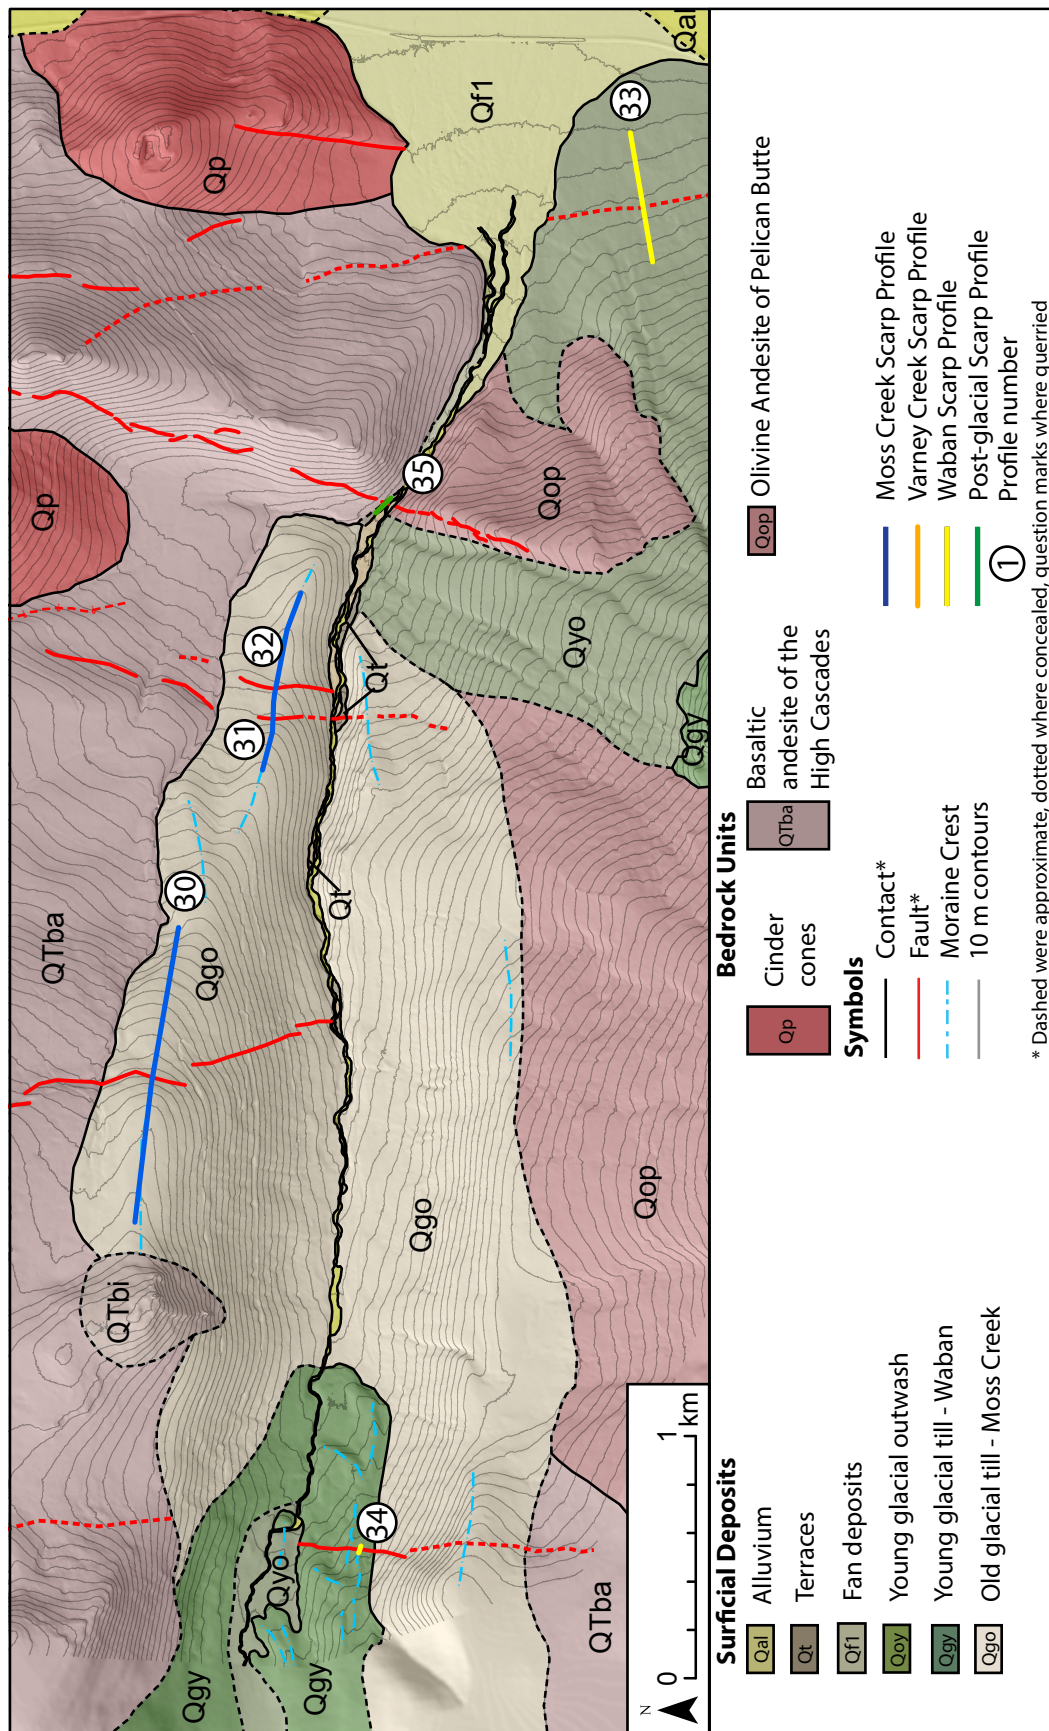 Qp
Qal
Qf1
33
Qp
QTba
Qop
35
32
31
Qt
Qyo
Qgy
30
Qgo
Qt
QTbi
Qgo
Qop
Qyo
34
Qgy
Qgy
QTba
N
0 1
km
Surficial Deposits
Qal Alluvium
Qt Terraces
Qf1 Fan deposits
Qoy Young glacial outwash
Qgy Young glacial till - Waban
Qgo Old glacial till - Moss Creek
Bedrock Units
Qp Cinder
cones
QTba Basaltic
andesite of the
High Cascades
Qop Olivine Andesite of Pelican Butte
Symbols
Contact*
Fault*
Moraine Crest
10 m contours
Moss Creek Scarp Profile
Varney Creek Scarp Profile
Waban Scarp Profile
Post-glacial Scarp Profile
1 Profile number
* Dashed were approximate, dotted where concealed, question marks where querried